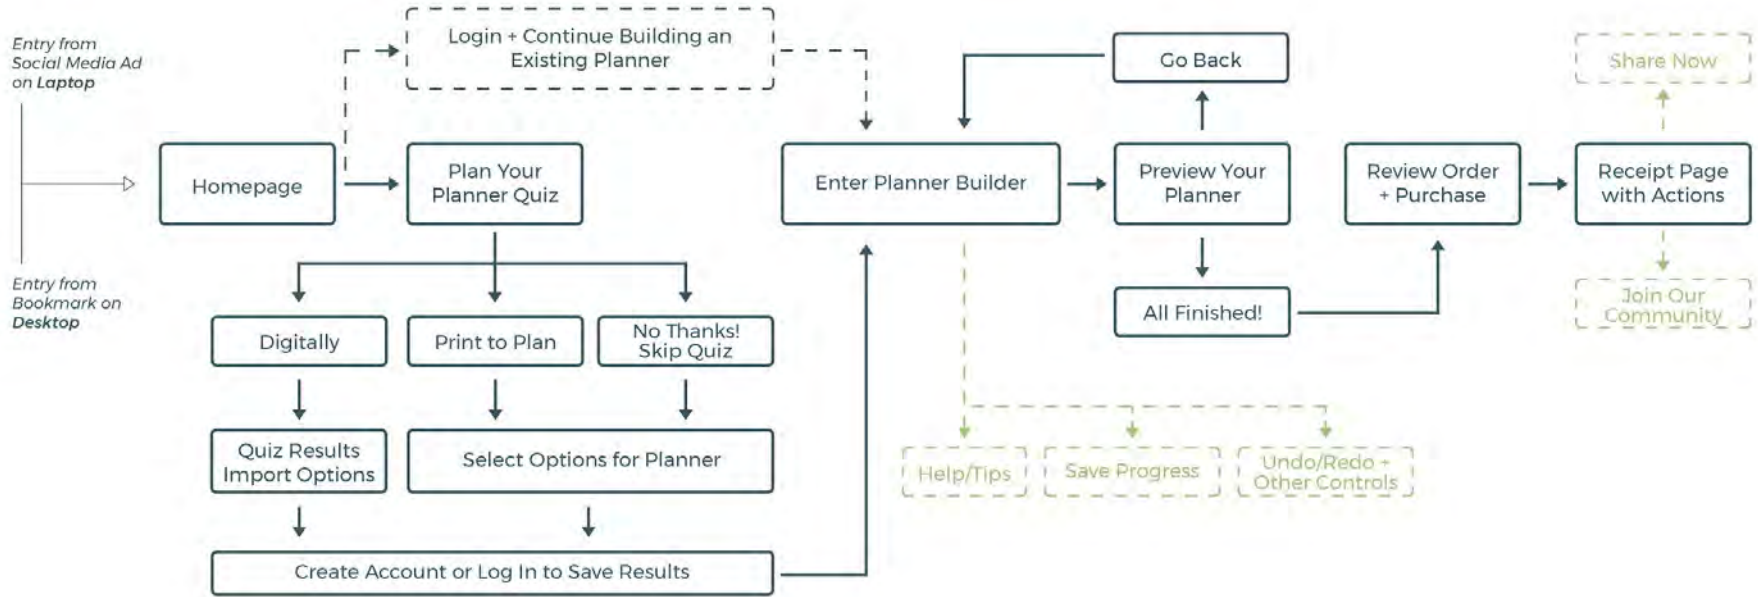 Entry from
Social Media Ad
on Laptop
Entry from
Bookmark on
Desktop
Homepage
Login + Continue Building an
Existing Planner
Plan Your
Planner Quiz
Digitally
Print to Plan
No Thanks!
Skip Quiz
Quiz Results
Import Options
Select Options for Planner
Create Account or Log In to Save Results
Enter Planner Builder
Help/Tips
Save Progress
Undo/Redo +
Other Controls
Go Back
Preview Your
Planner
All Finished!
Review Order
+ Purchase
Share Now
Receipt Page
with Actions
Join Our
Community